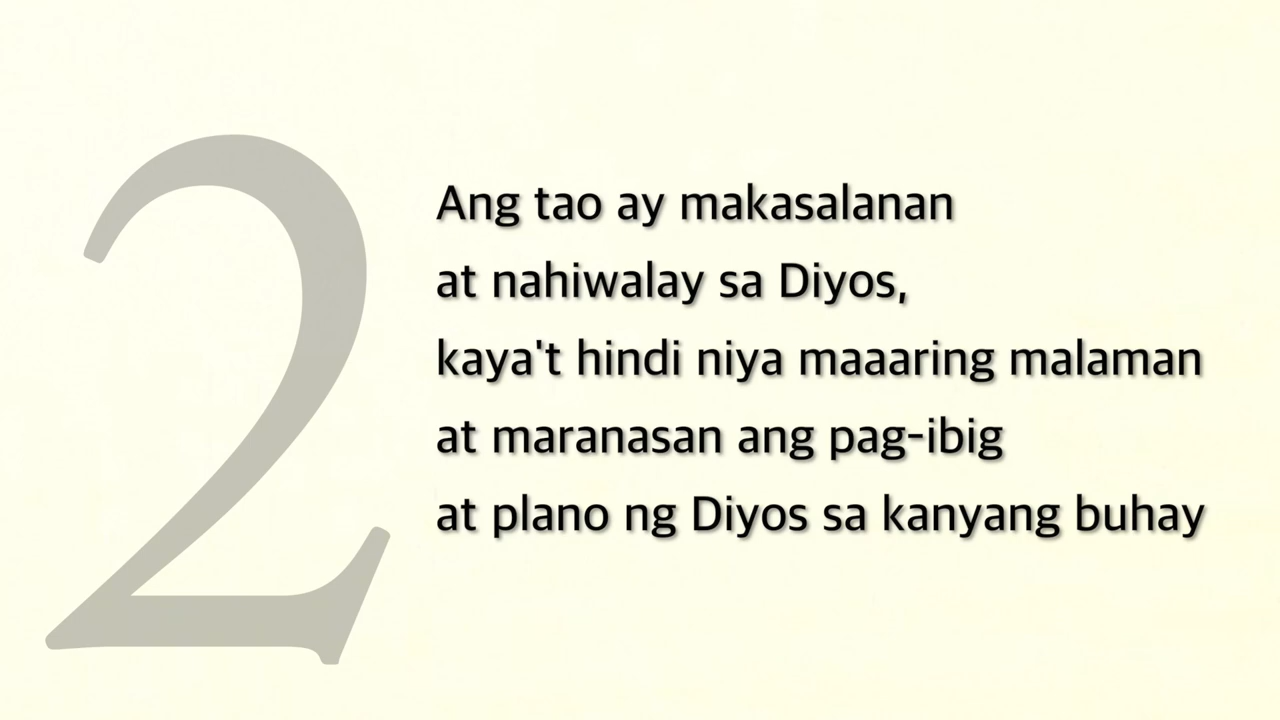 2
Ang tao ay makasalanan
at nahiwalay sa Diyos,
kaya't hindi niya maaaring malaman
at maranasan ang pag-ibig
at plano ng Diyos sa kanyang buhay